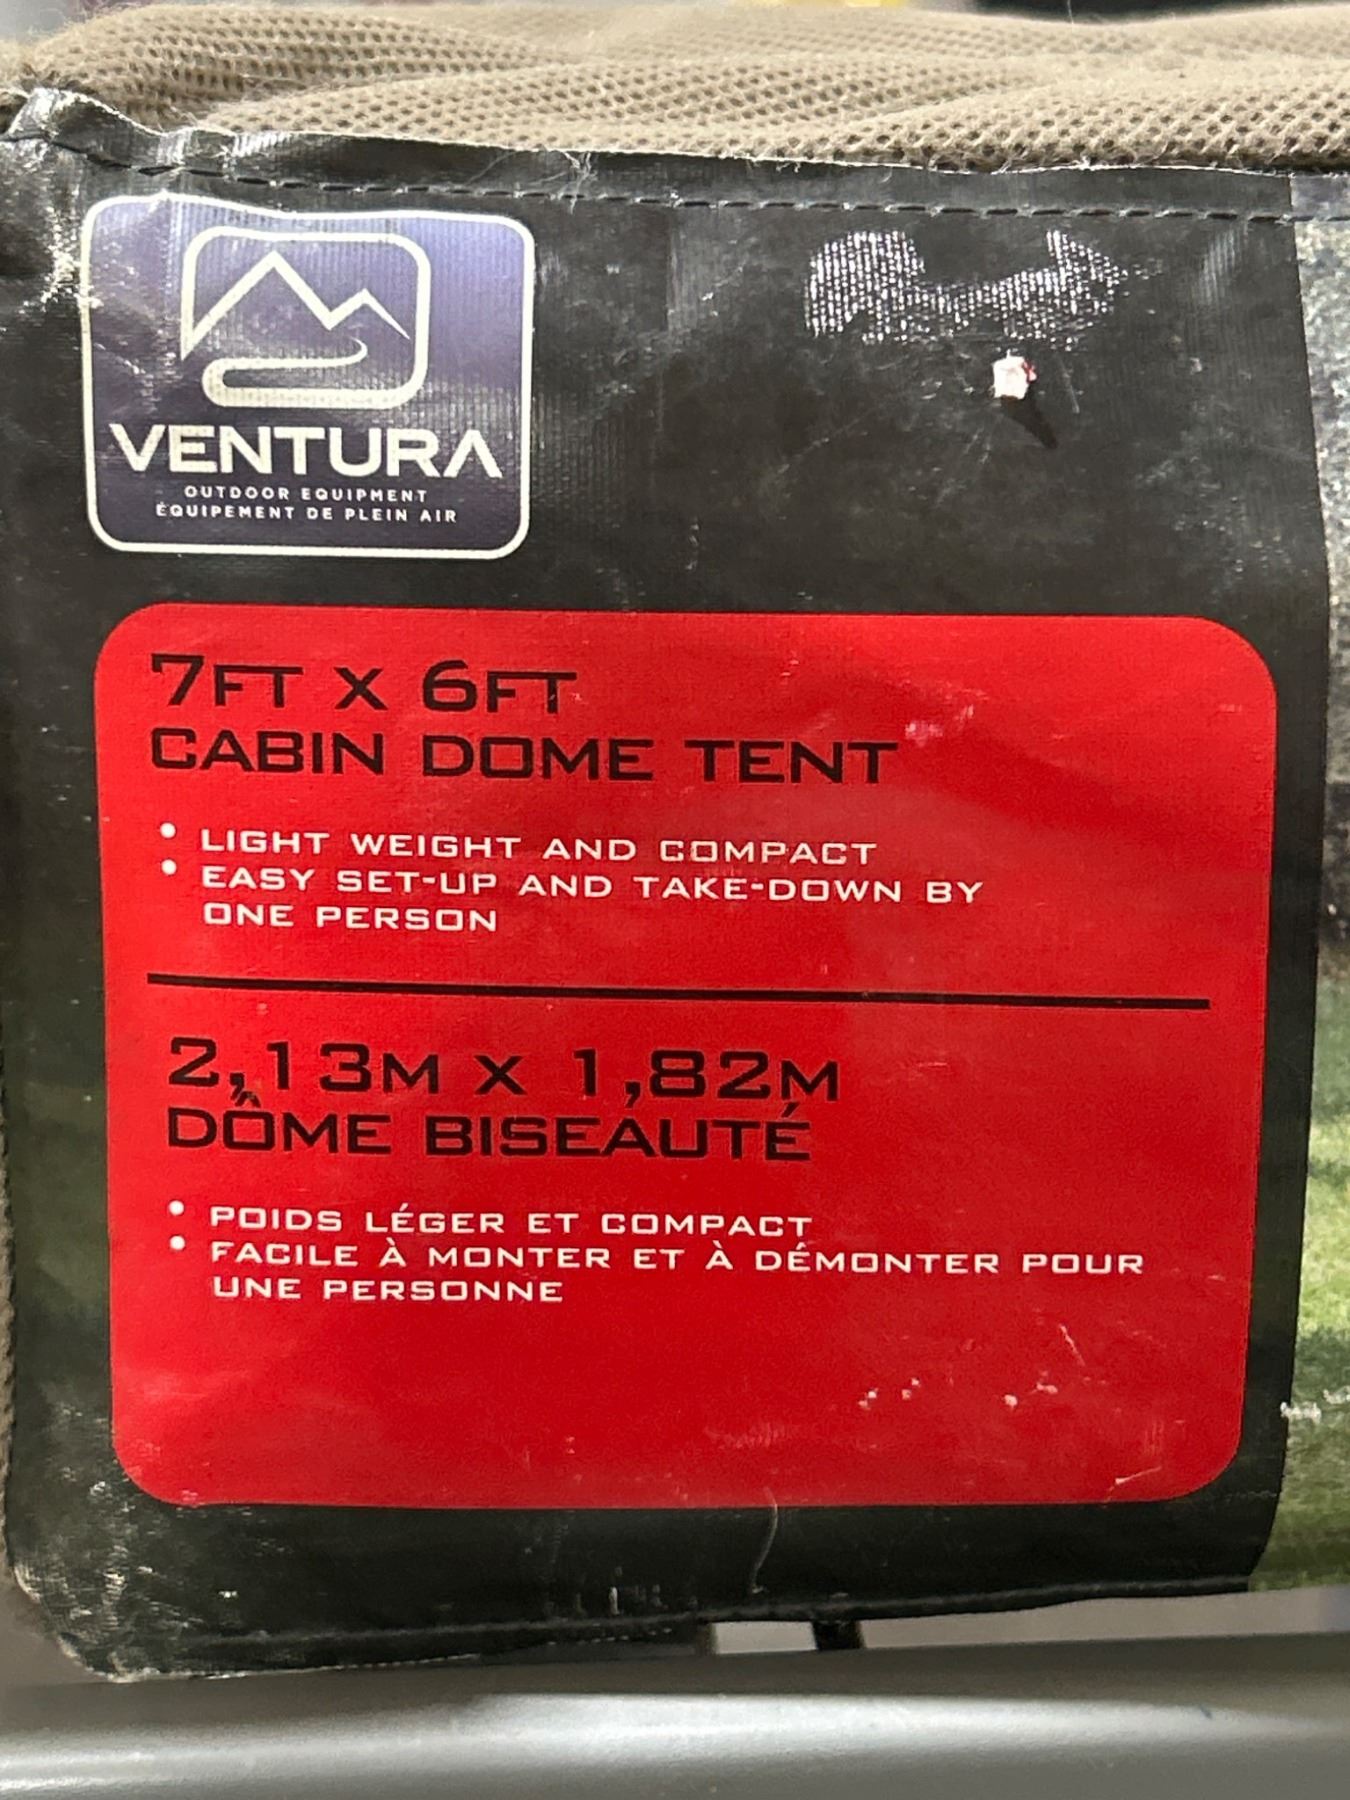 VENTURA
OUTDOOR EQUIPMENT
ÉQUIPEMENT DE PLEIN AIR
7FT X 6FT
CABIN DOME TENT
• LIGHT WEIGHT AND COMPACT
• EASY SET-UP AND TAKE-DOWN BY
ONE PERSON
2,13M X 1,82M
DÔME BISEAUTÉ
• POIDS LÉGER ET COMPACT
• FACILE À MONTER ET À DÉMONTER POUR
UNE PERSONNE